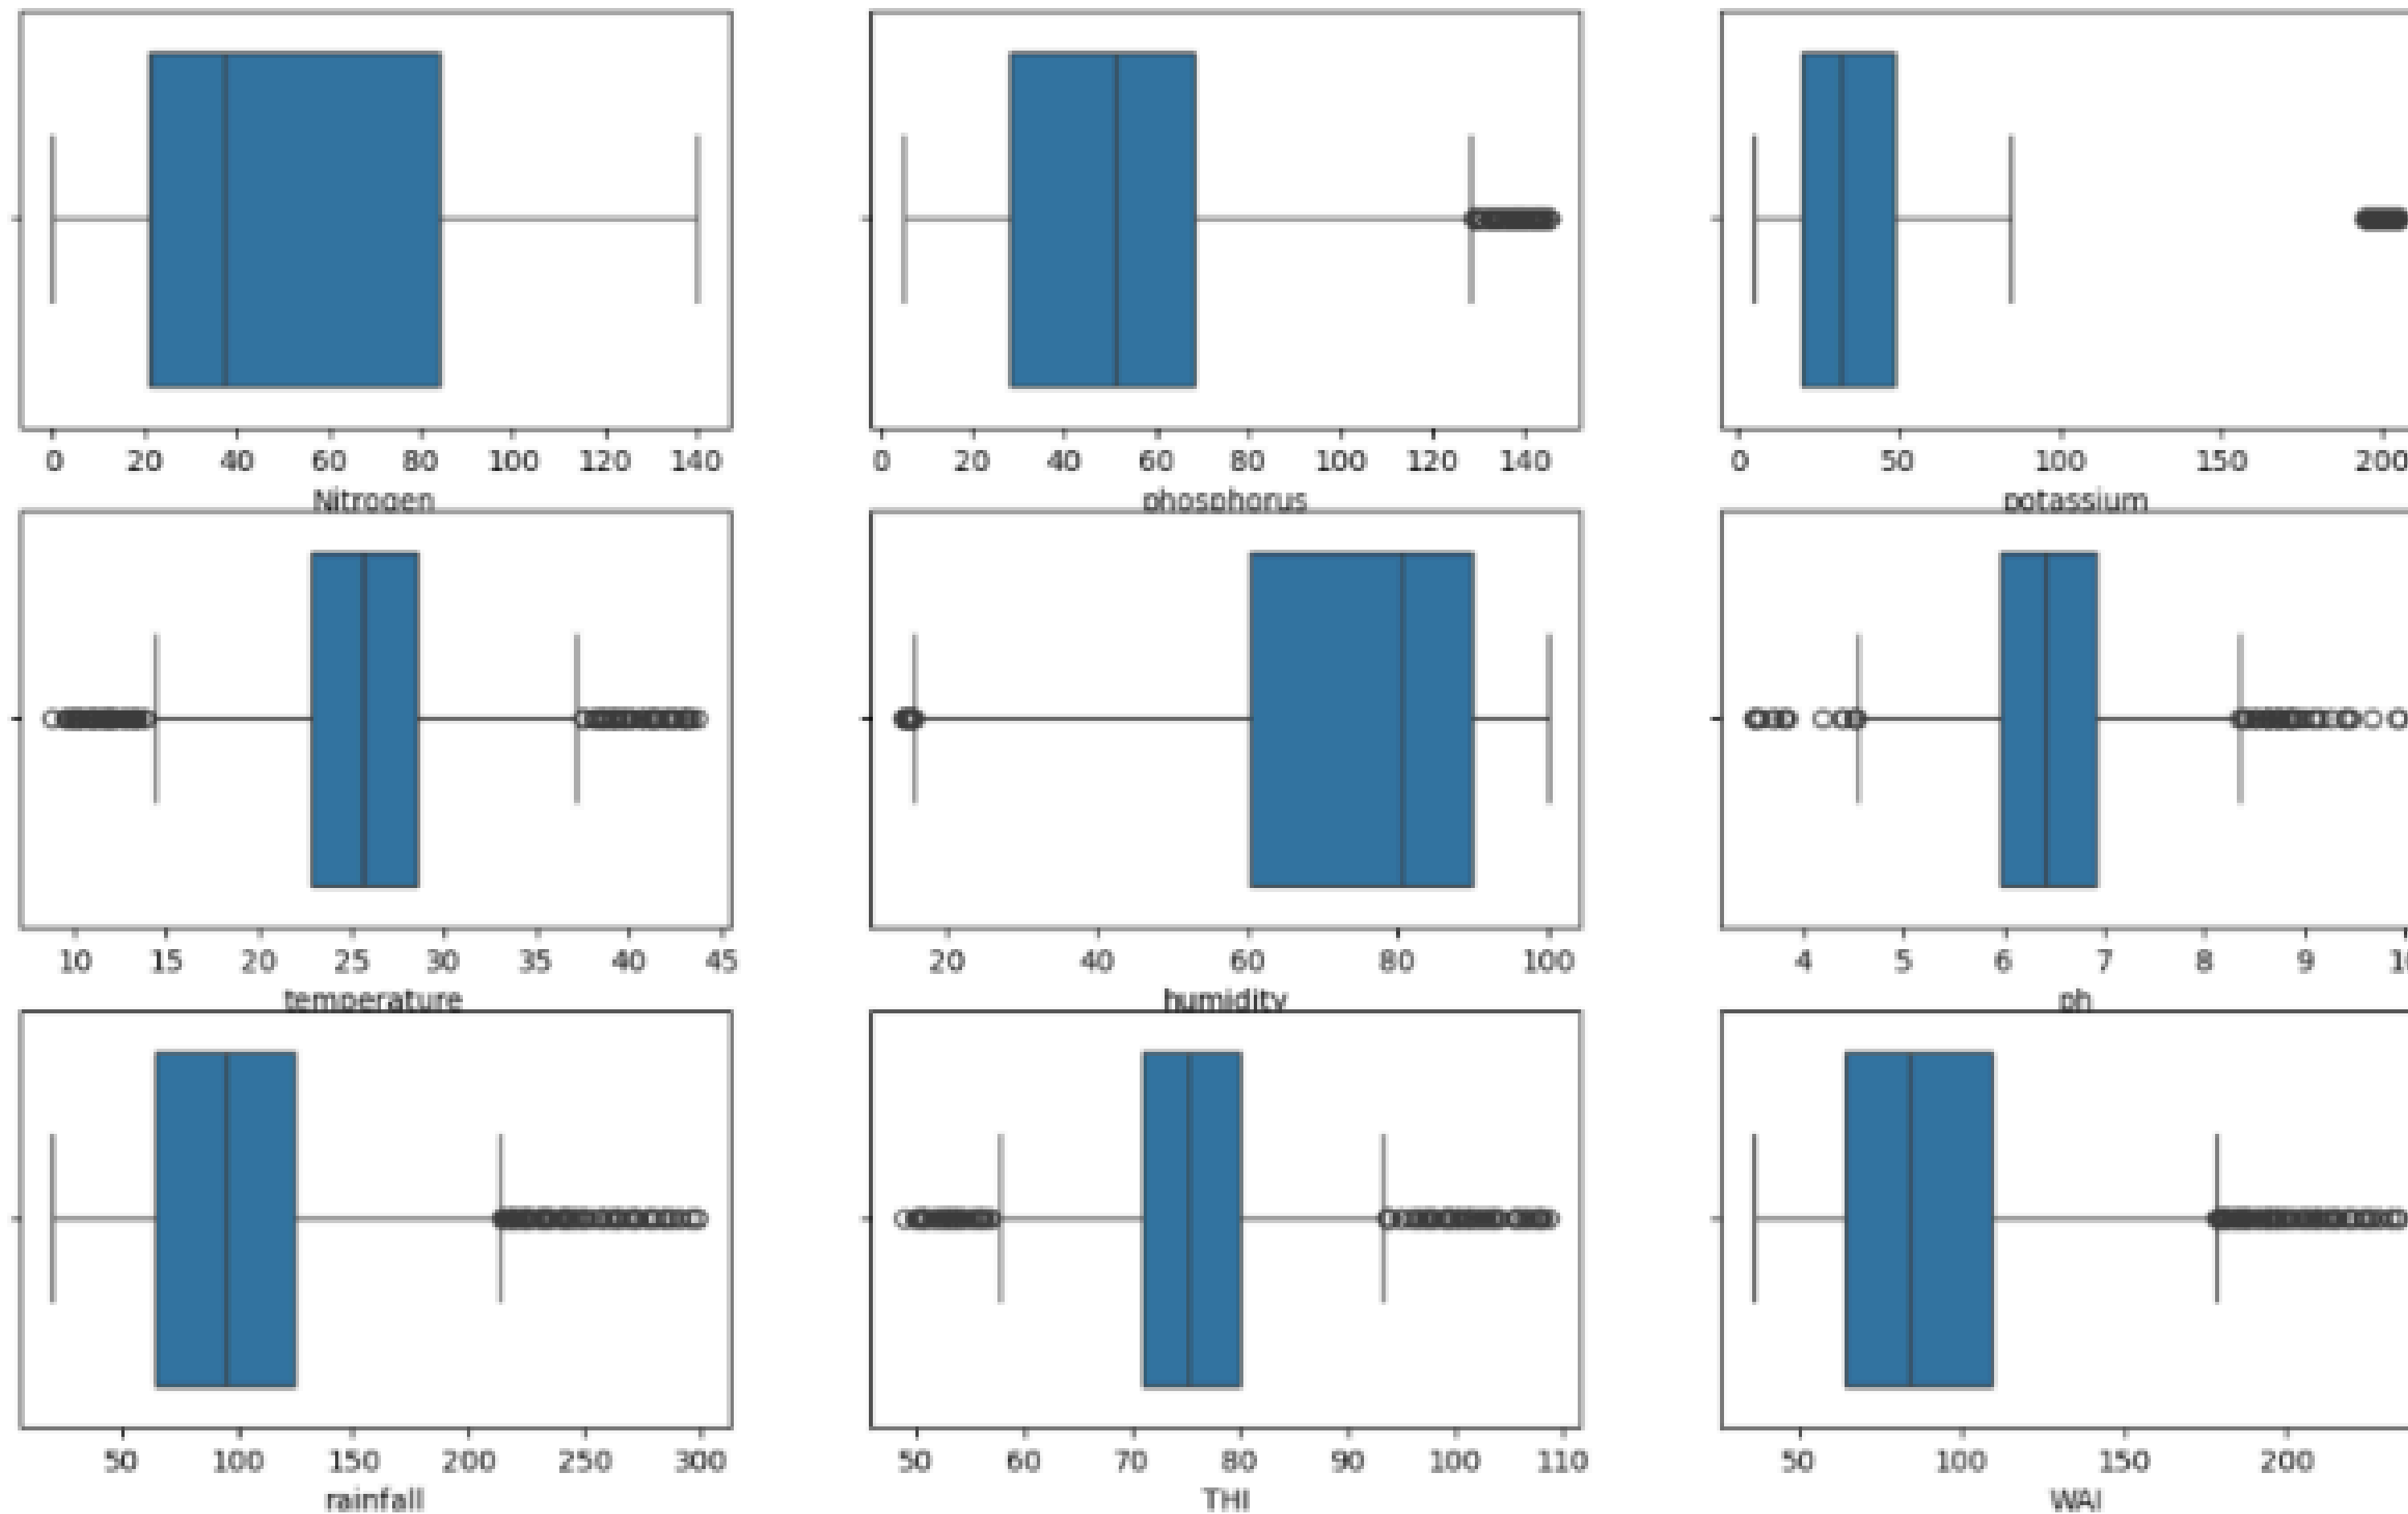 0 20 40 60 80 100 120 140 0 20 40 60 80 100 120 140 0 50 100 150 200
Nitrogen phosphorus potassium
10 15 20 25 30 35 40 45 20 40 60 80 100 4 5 6 7 8 9
temperature humidity ph
50 100 150 200 250 300 50 60 70 80 90 100 110 50 100 150 200
rainfall THI WAI